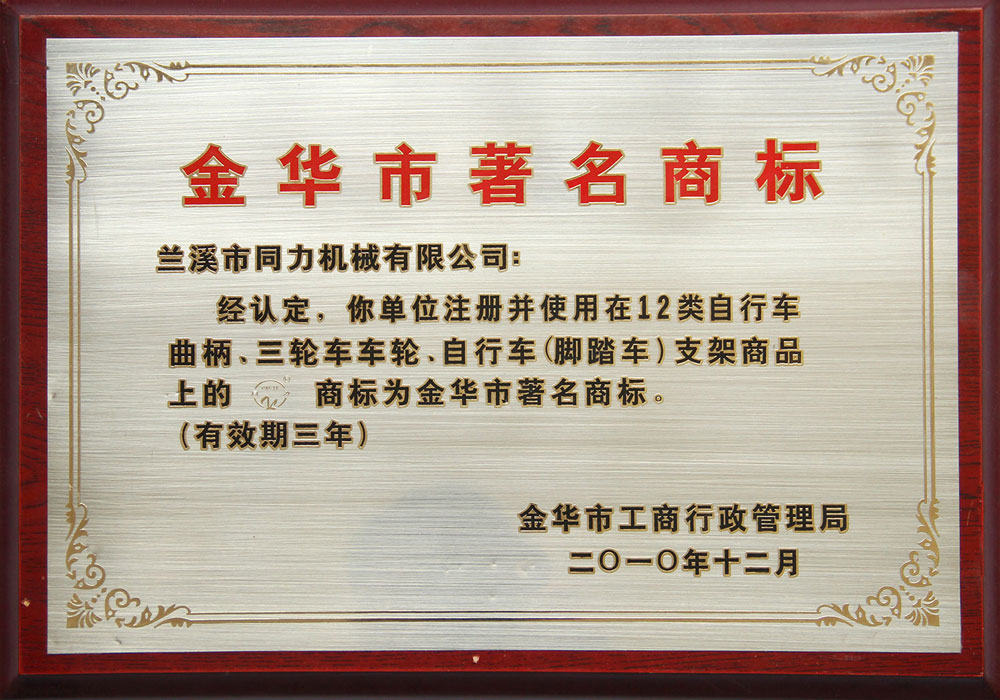 金华市著名商标
兰溪市同力机械有限公司：
经认定，你单位注册并使用在12类自行车
曲柄、三轮车车轮、自行车（脚踏车）支架商品
上的 商标为金华市著名商标。
（有效期三年）
金华市工商行政管理局
二〇一〇年十二月